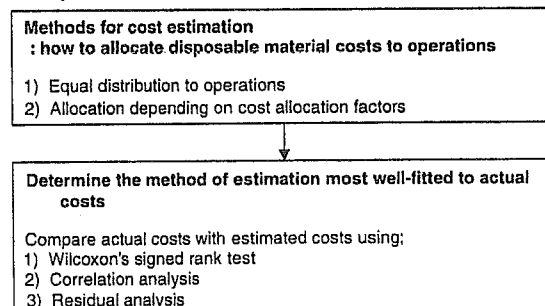 Methods for cost estimation
: how to allocate disposable material costs to operations
1) Equal distribution to operations
2) Allocation depending on cost allocation factors
Determine the method of estimation most well-fitted to actual
costs
Compare actual costs with estimated costs using;
1) Wilcoxon's signed rank test
2) Correlation analysis
3) Residual analysis